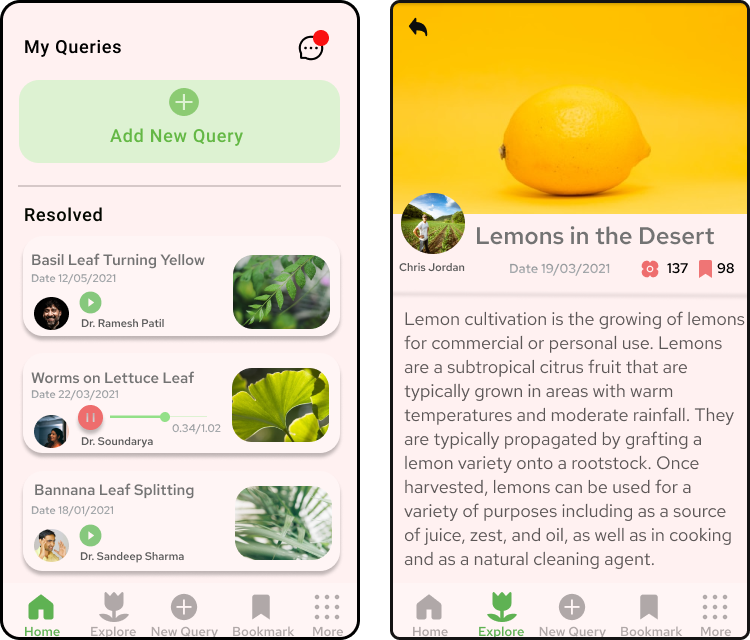 My Queries
Add New Query
Resolved
Basil Leaf Turning Yellow
Date 12/05/2021
Dr. Ramesh Patil
Worms on Lettuce Leaf
Date 22/03/2021
0.34/1.02
Dr. Soundarya
Bannana Leaf Splitting
Date 18/01/2021
Dr. Sandeep Sharma
Home Explore New Query Bookmark More
Lemons in the Desert
Chris Jordan Date 19/03/2021 137 98
Lemon cultivation is the growing of lemons
for commercial or personal use. Lemons
are a subtropical citrus fruit that are
typically grown in areas with warm
temperatures and moderate rainfall. They
are typically propagated by grafting a
lemon variety onto a rootstock. Once
harvested, lemons can be used for a
variety of purposes including as a source
of juice, zest, and oil, as well as in cooking
and as a natural cleaning agent.
Home Explore New Query Bookmark More